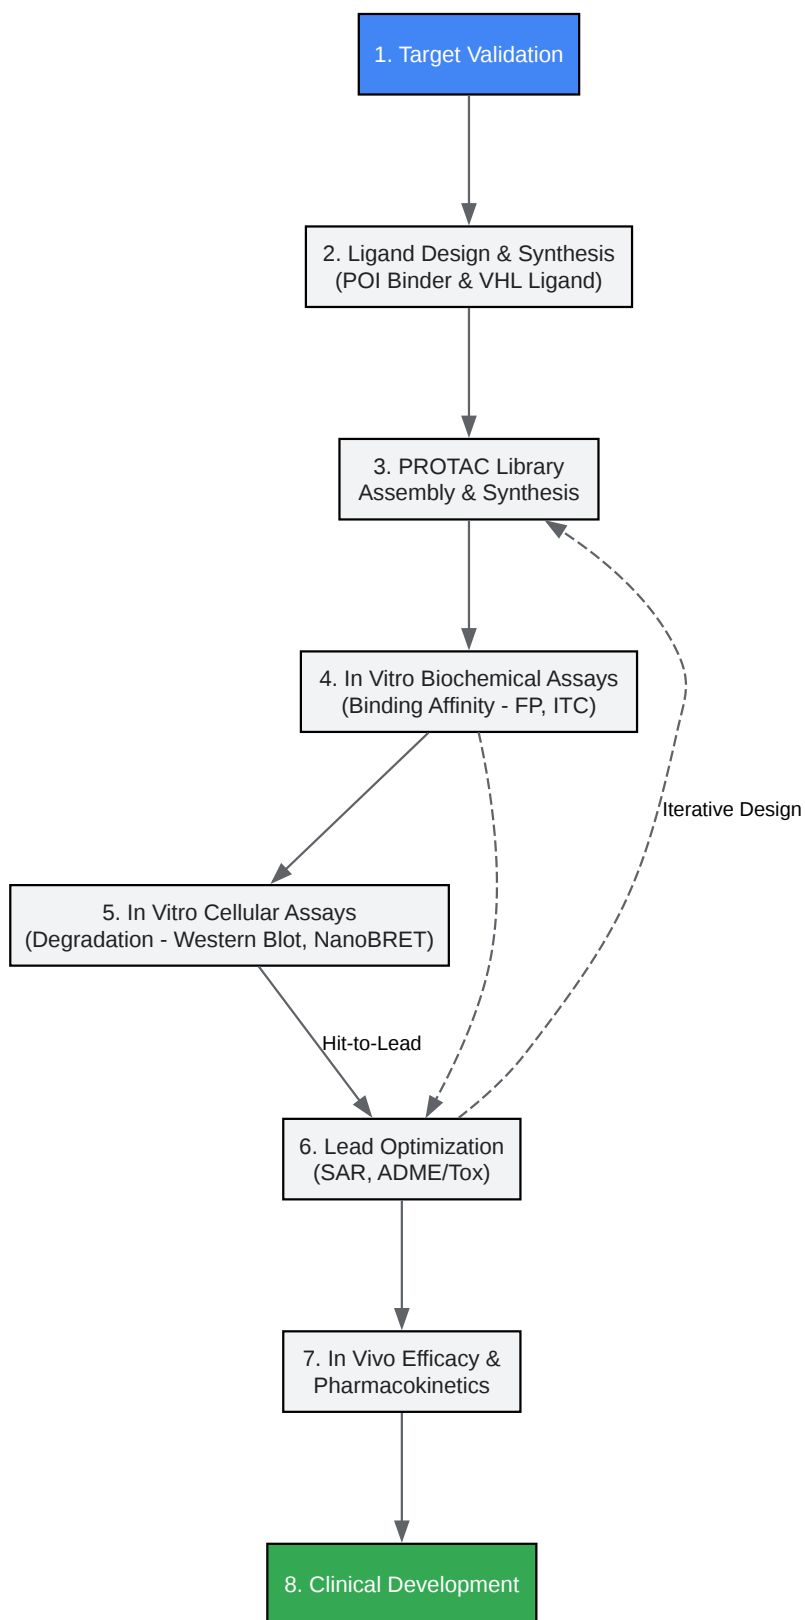 1. Target Validation
2. Ligand Design & Synthesis
(POI Binder & VHL Ligand)
3. PROTAC Library
Assembly & Synthesis
4. In Vitro Biochemical Assays
(Binding Affinity - FP, ITC)
Iterative Design
5. In Vitro Cellular Assays
(Degradation - Western Blot, NanoBRET)
Hit-to-Lead
6. Lead Optimization
(SAR, ADME/Tox)
7. In Vivo Efficacy &
Pharmacokinetics
8. Clinical Development